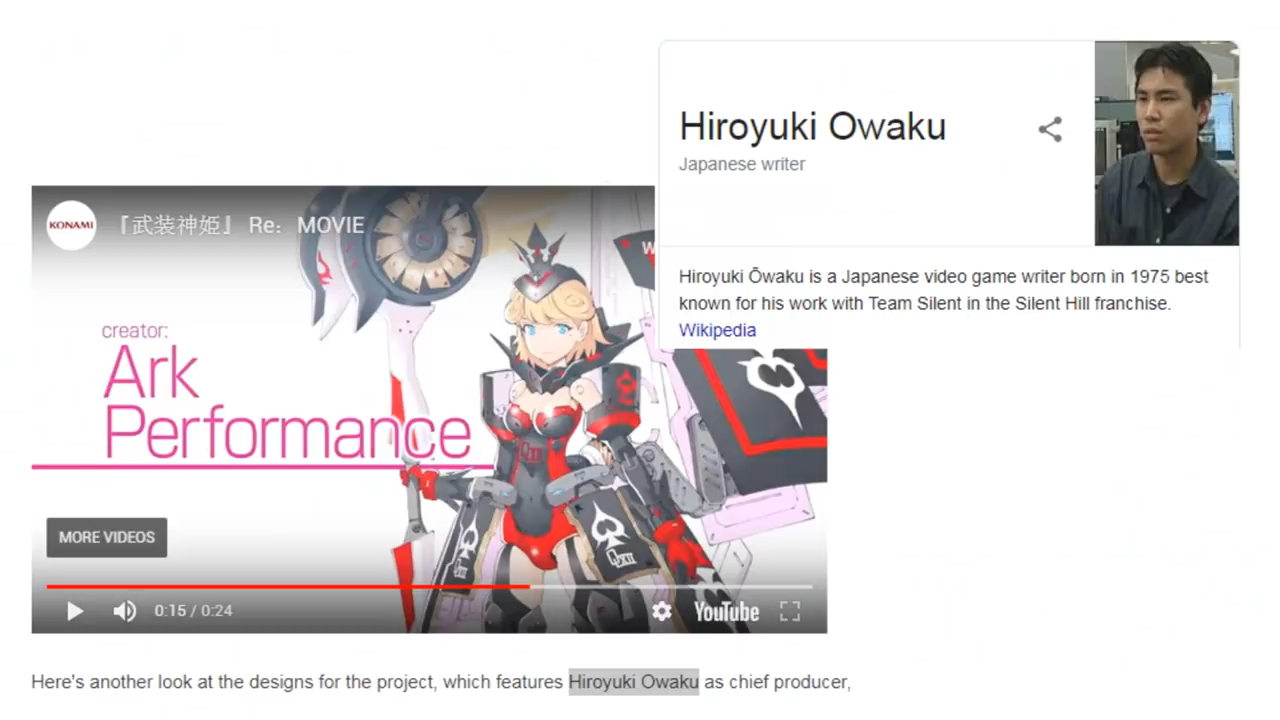 Hiroyuki Owaku
Japanese writer
Hiroyuki Ōwaku is a Japanese video game writer born in 1975 best
known for his work with Team Silent in the Silent Hill franchise.
Wikipedia
KONAMI
『武装神姫』 Re：MOVIE
creator:
Ark
Performance
MORE VIDEOS
0:15 / 0:24
YouTube
Here's another look at the designs for the project, which features Hiroyuki Owaku as chief producer,